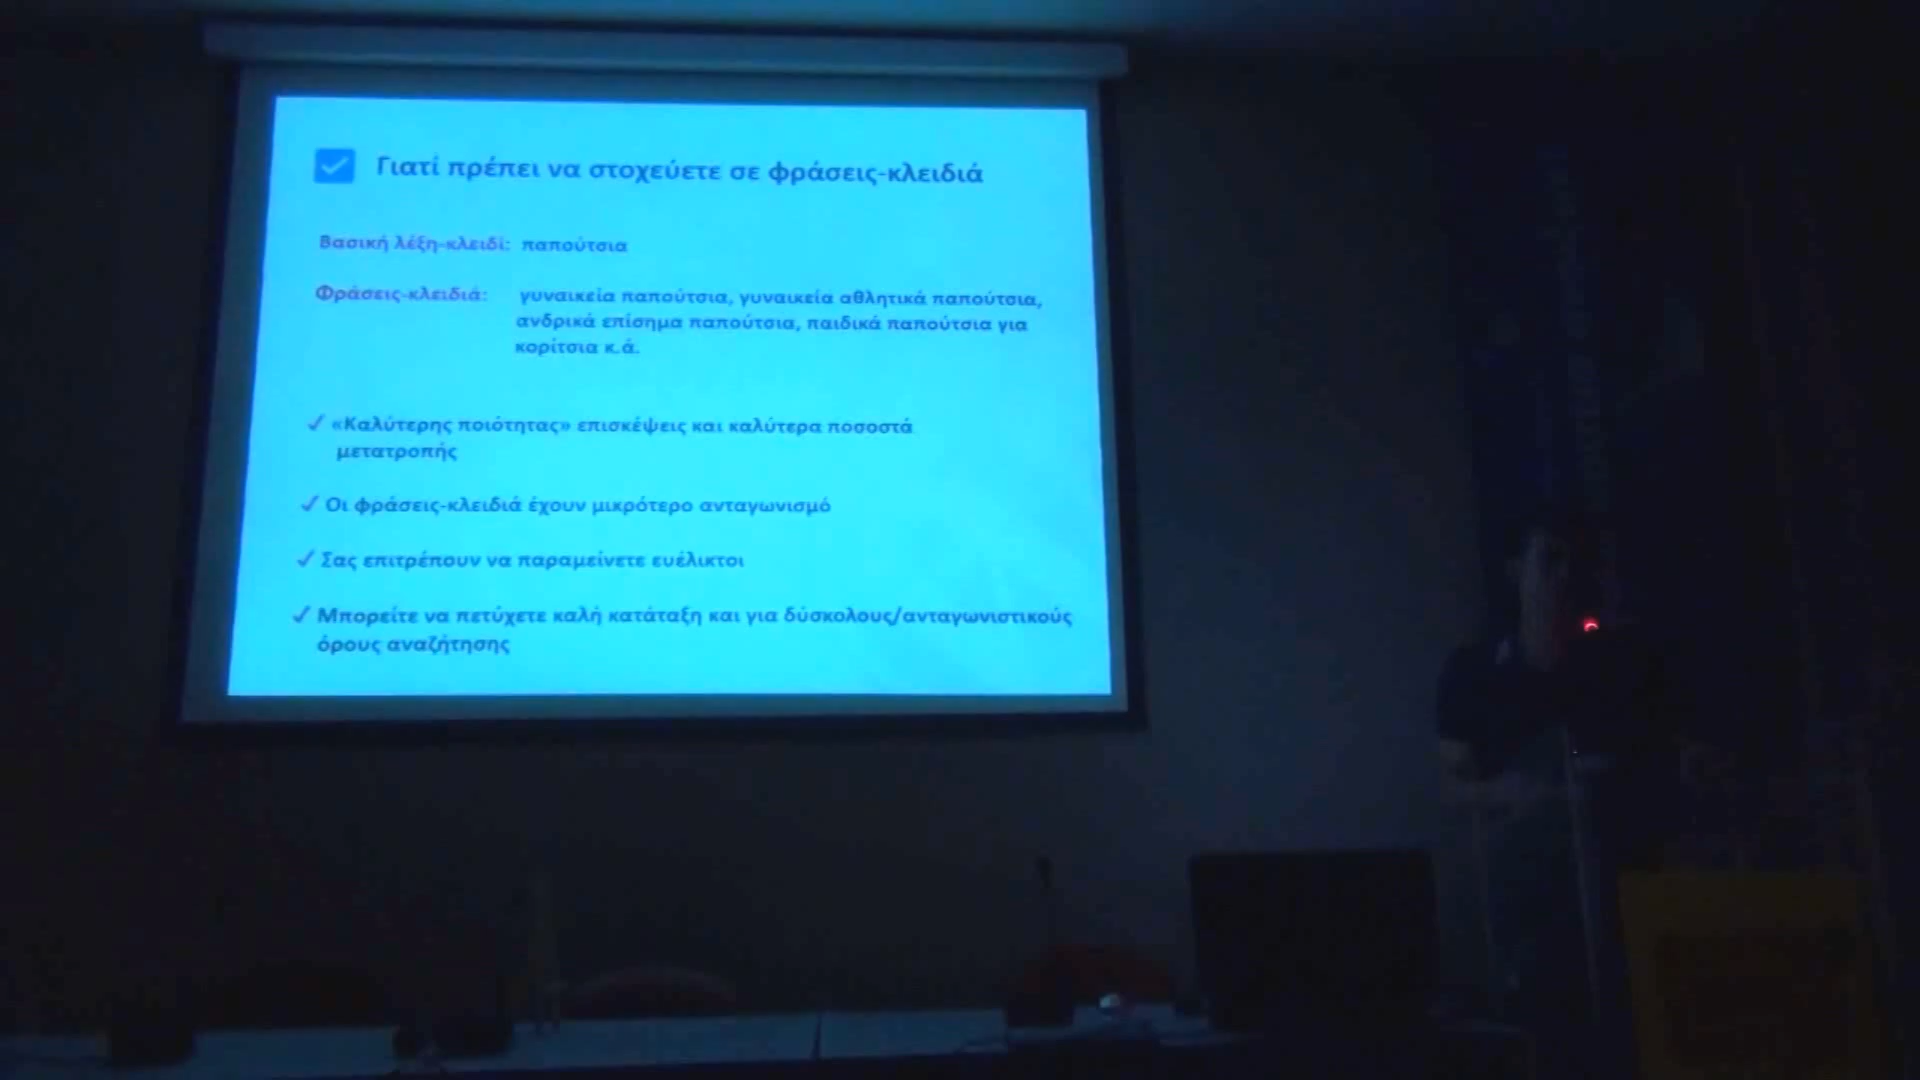 Γιατί πρέπει να στοχεύετε σε φράσεις-κλειδιά
Βασική λέξη-κλειδί: παπούτσια
Φράσεις-κλειδιά: γυναικεία παπούτσια, γυναικεία αθλητικά παπούτσια,
ανδρικά επίσημα παπούτσια, παιδικά παπούτσια για
κορίτσια κ.ά.
«Καλύτερης ποιότητας» επισκέψεις και καλύτερα ποσοστά
μετατροπής
Οι φράσεις-κλειδιά έχουν μικρότερο ανταγωνισμό
Σας επιτρέπουν να παραμείνετε ευέλικτοι
Μπορείτε να πετύχετε καλή κατάταξη και για δύσκολους/ανταγωνιστικούς
όρους αναζήτησης